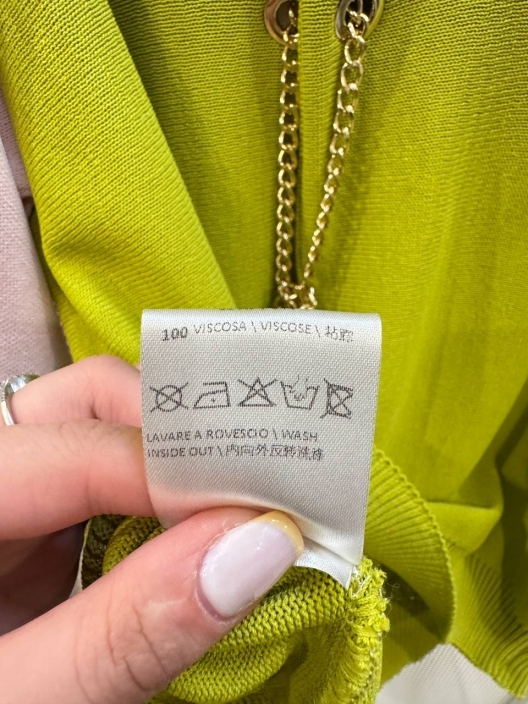 100 VISCOSA \ VISCOSE \ 粘胶
LAVARE A ROVESCIO \ WASH
INSIDE OUT \ 内向外反转洗涤